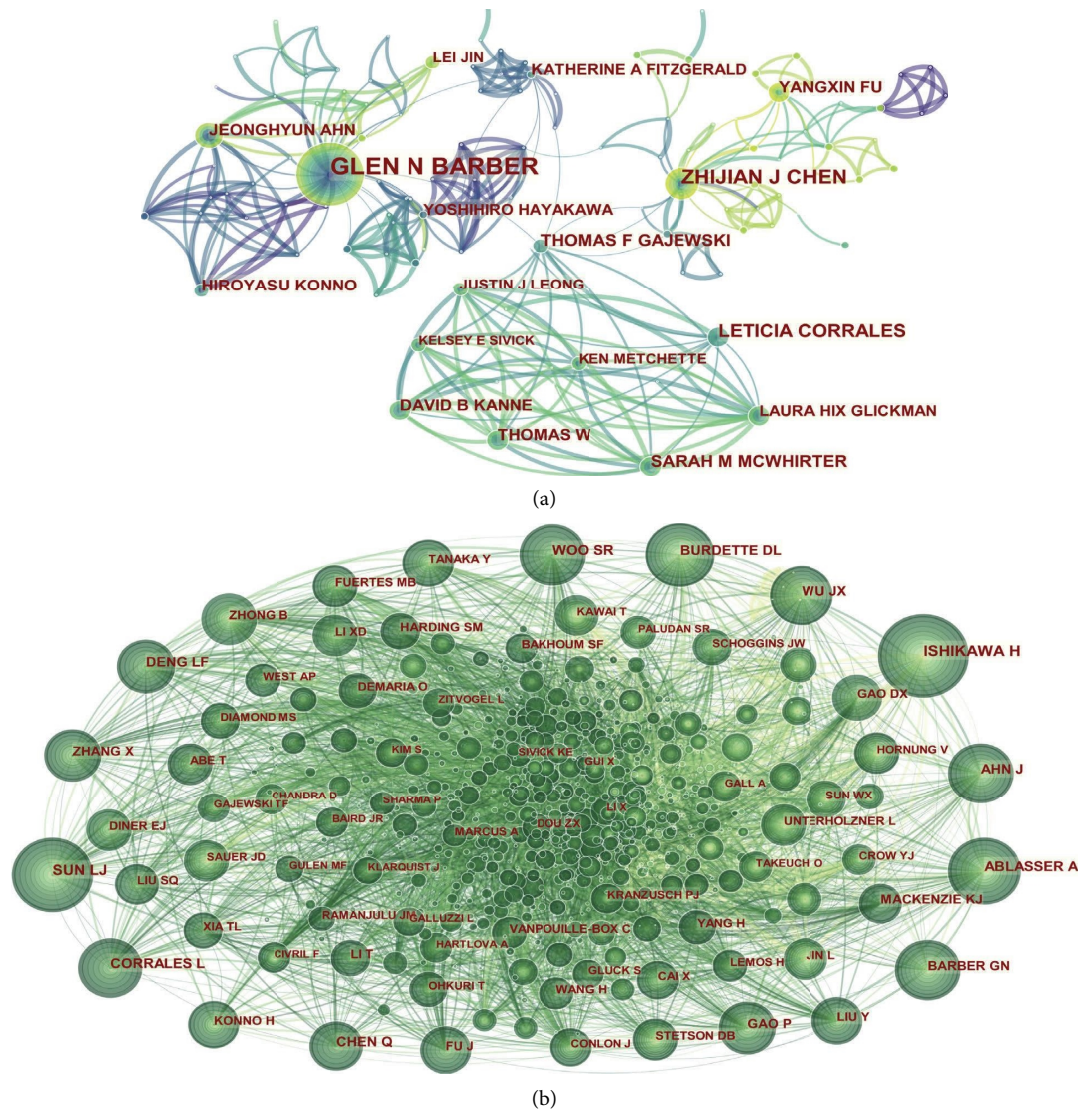 LEI JIN
KATHERINE A FITZGERALD
YANGXIN FU
JEONGHYUN AHN
GLEN N BARBER
ZHIJIAN J CHEN
YOSHIHIRO HAYAKAWA
THOMAS F GAJEWSKI
HIROYASU KONNO
JUSTIN J LEONG
LETICIA CORRALES
KELSEY E SIVICK
KEN METCHETTE
DAVID B KANNE
LAURA HIX GLICKMAN
THOMAS W
SARAH M MCWHIRTER
(a)
WOO SR
BURDETTE DL
TANAKA Y
FUERTES MB
WU JX
ZHONG B
KAWAI T
LI XD
HARDING SM
PALUDAN SR
BAKHOUM SF
SCHOGGINS JW
ISHIKAWA H
DENG LF
WEST AP
DEMARIA O
ZITVOGEL L
GAO DX
DIAMOND MS
ZHANG X
KIM S
SIVICK KE
HORNUNG V
ABE T
GUI X
AHN J
GALL A
CHANDRA D
SUN WX
GAJEWSKI TF
SHARMA P
LI X
BAIRD JR
UNTERHOLZNER L
DINER EJ
MARCUS A
DOU ZX
SAUER JD
CROW YJ
GULEN MF
KLARQUIST J
TAKEUCH O
SUN LJ
ABLASSER A
LIU SQ
KRANZUSCH PJ
MACKENZIE KJ
RAMANJULU JM
GALLUZZI L
XIA TL
YANG H
VANPOUILLE-BOX C
HARTLOVA A
CIVRIL F
LI T
JIN L
CORRALES L
LEMOS H
BARBER GN
GLUCK S
CAI X
OHKURI T
WANG H
KONNO H
LIU Y
GAO P
STETSON DB
CHEN Q
FU J
CONLON J
(b)